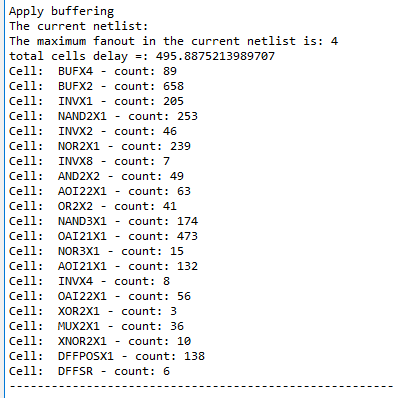 Apply buffering
The current netlist:
The maximum fanout in the current netlist is: 4
total cells delay =: 495.8875213989707
Cell:  BUFX4 - count: 89
Cell:  BUFX2 - count: 658
Cell:  INVX1 - count: 205
Cell:  NAND2X1 - count: 253
Cell:  INVX2 - count: 46
Cell:  NOR2X1 - count: 239
Cell:  INVX8 - count: 7
Cell:  AND2X2 - count: 49
Cell:  AOI22X1 - count: 63
Cell:  OR2X2 - count: 41
Cell:  NAND3X1 - count: 174
Cell:  OAI21X1 - count: 473
Cell:  NOR3X1 - count: 15
Cell:  AOI21X1 - count: 132
Cell:  INVX4 - count: 8
Cell:  OAI22X1 - count: 56
Cell:  XOR2X1 - count: 3
Cell:  MUX2X1 - count: 36
Cell:  XNOR2X1 - count: 10
Cell:  DFFPOSX1 - count: 138
Cell:  DFFSR - count: 6
-------------------------------------------------------